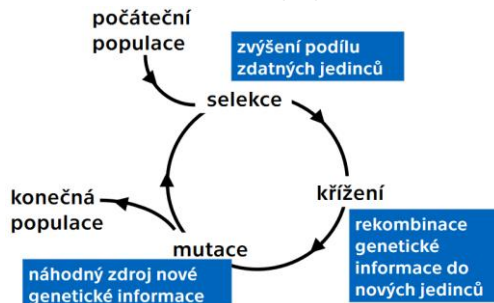 počáteční
populace
zvýšení podílu
zdatných jedinců
selekce
křížení
rekombinace
genetické
informace do
nových jedinců
konečná
populace
mutace
náhodný zdroj nové
genetické informace